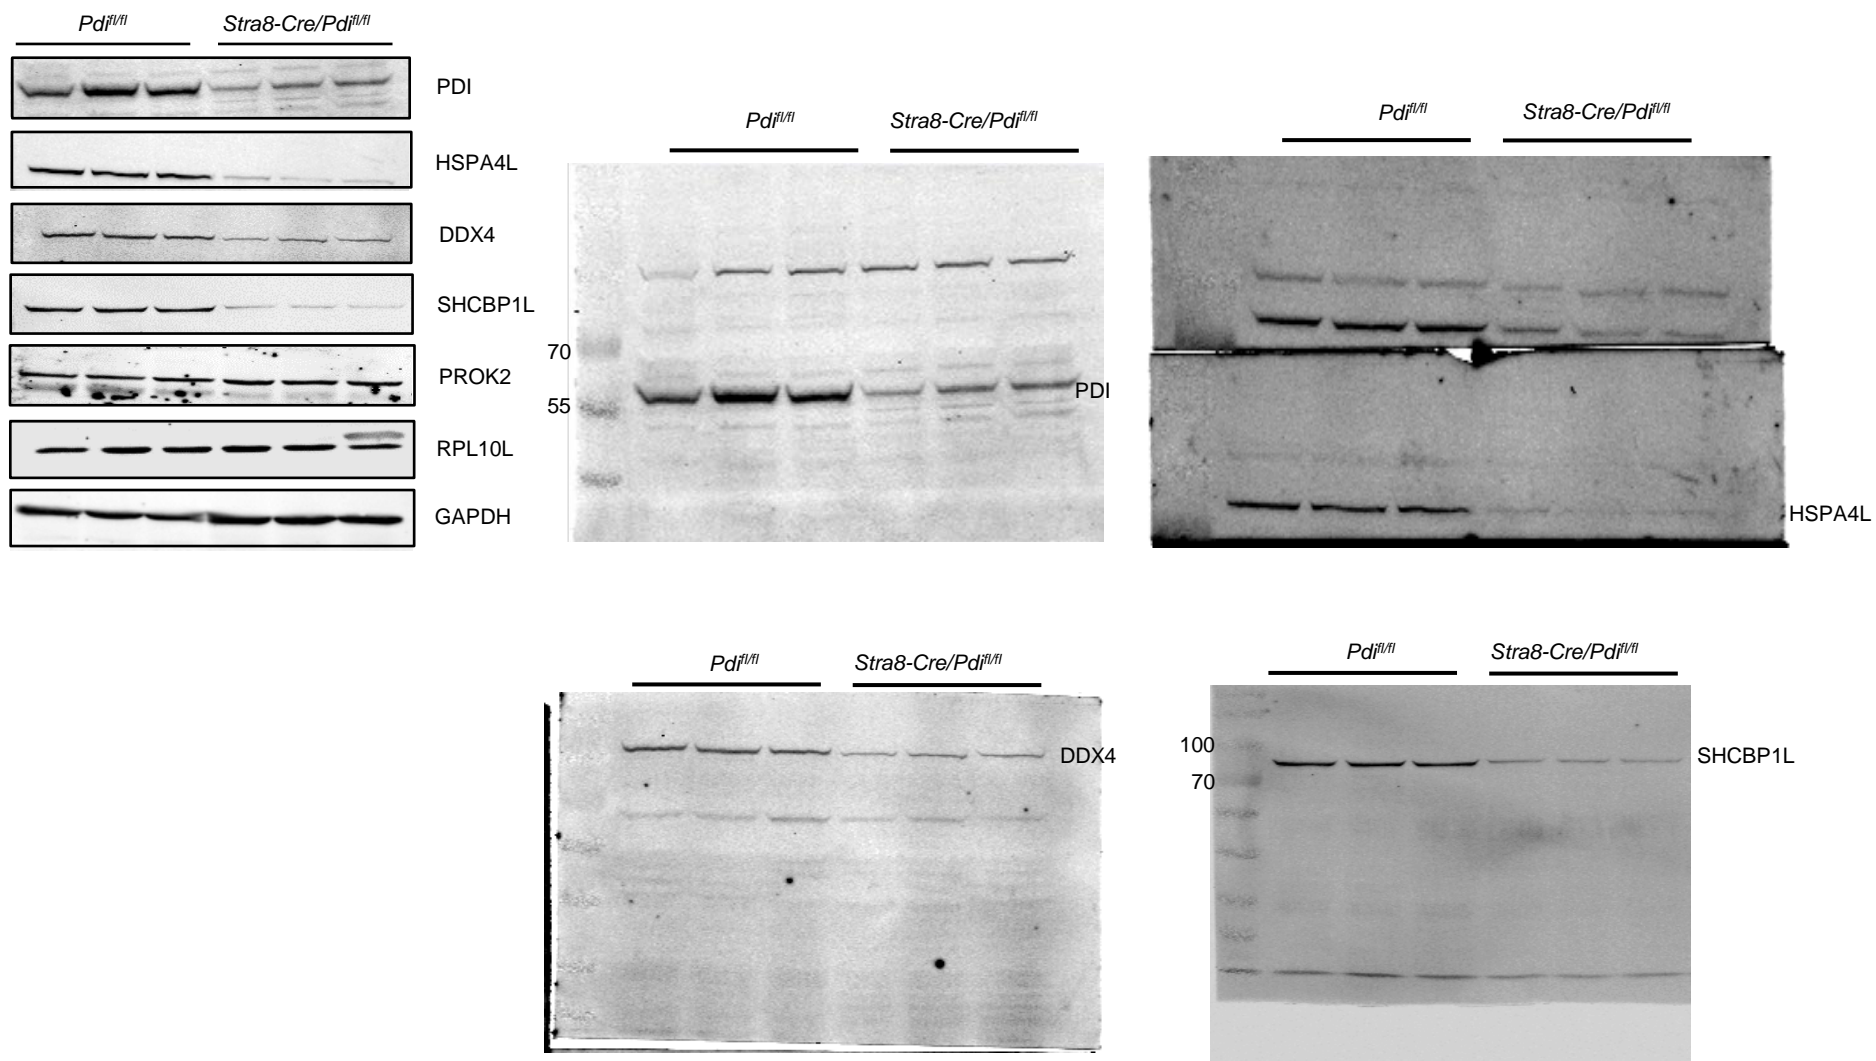 Pdifl/fl Stra8-Cre/Pdifl/fl
PDI
HSPA4L
DDX4
SHCBP1L
PROK2
RPL10L
GAPDH
Pdifl/fl Stra8-Cre/Pdifl/fl
70
55
PDI
Pdifl/fl Stra8-Cre/Pdifl/fl
HSPA4L
Pdifl/fl Stra8-Cre/Pdifl/fl
DDX4
Pdifl/fl Stra8-Cre/Pdifl/fl
100
70
SHCBP1L